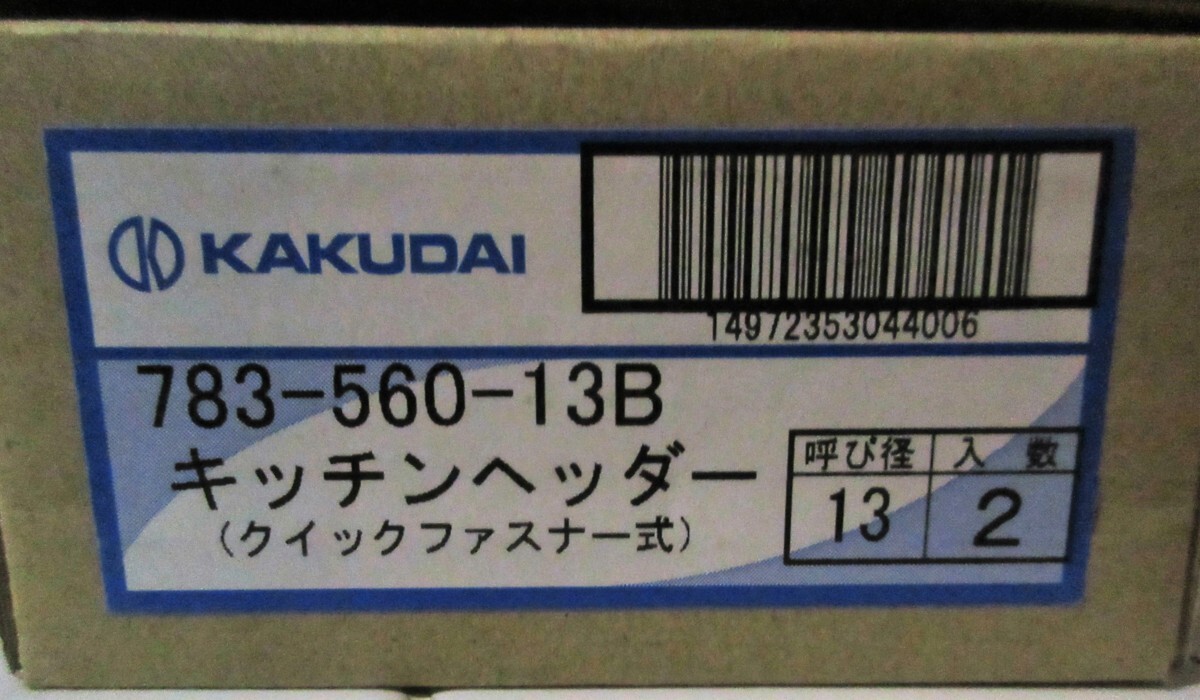 KAKUDAI
14972353044006
783-560-13B
キッチンヘッダー
(クイックファスナー式)
呼び径 入数
13 2